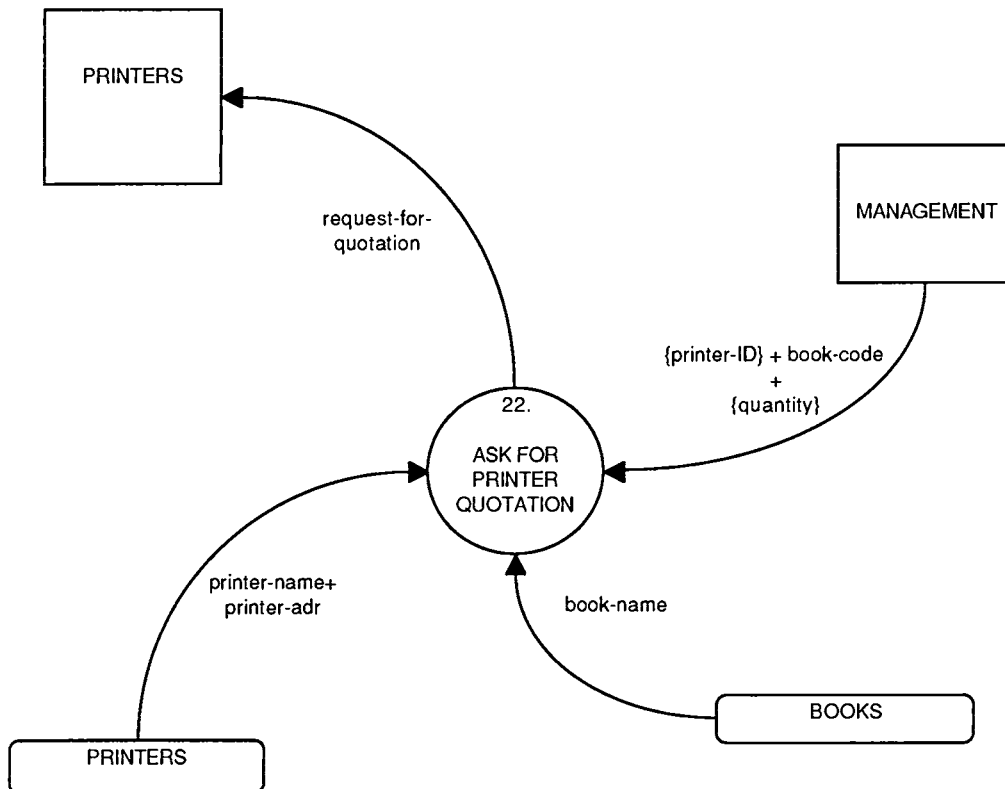 PRINTERS
MANAGEMENT
request-for-
quotation
{printer-ID} + book-code
+
{quantity}
22.
ASK FOR
PRINTER
QUOTATION
printer-name+
printer-adr
book-name
BOOKS
PRINTERS